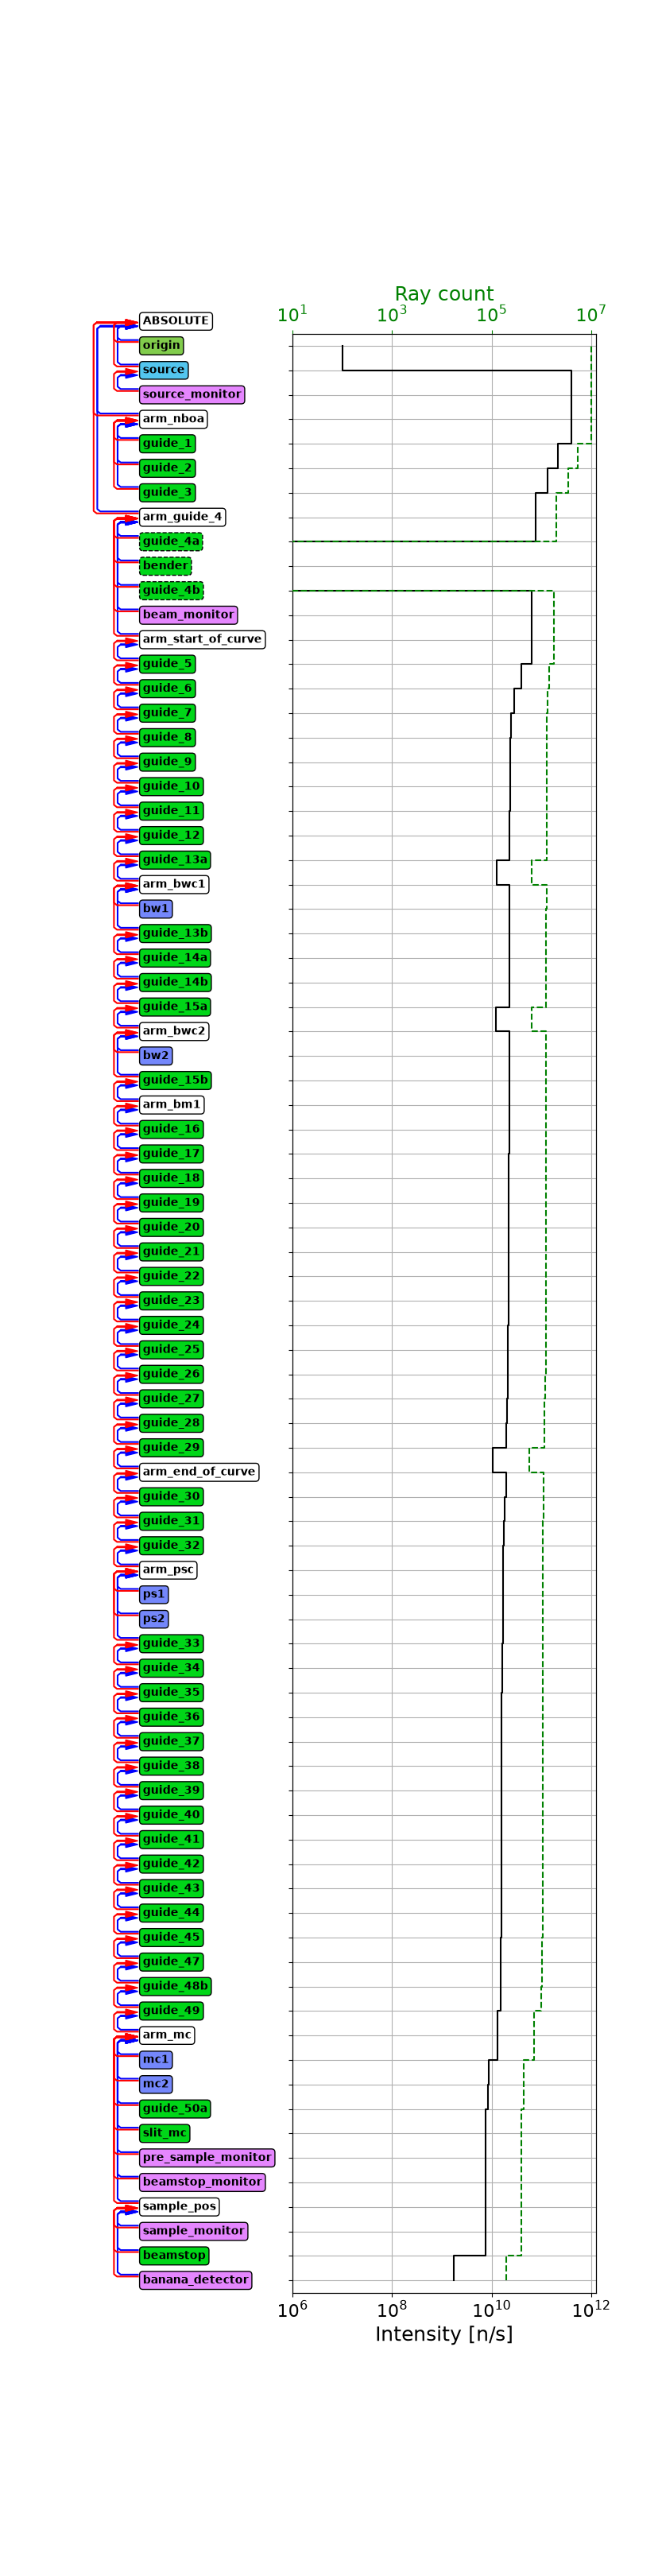 Ray count
10^1 10^3 10^5 10^7
ABSOLUTE
origin
source
source_monitor
arm_nboa
guide_1
guide_2
guide_3
arm_guide_4
guide_4a
bender
guide_4b
beam_monitor
arm_start_of_curve
guide_5
guide_6
guide_7
guide_8
guide_9
guide_10
guide_11
guide_12
guide_13a
arm_bwc1
bw1
guide_13b
guide_14a
guide_14b
guide_15a
arm_bwc2
bw2
guide_15b
arm_bm1
guide_16
guide_17
guide_18
guide_19
guide_20
guide_21
guide_22
guide_23
guide_24
guide_25
guide_26
guide_27
guide_28
guide_29
arm_end_of_curve
guide_30
guide_31
guide_32
arm_psc
ps1
ps2
guide_33
guide_34
guide_35
guide_36
guide_37
guide_38
guide_39
guide_40
guide_41
guide_42
guide_43
guide_44
guide_45
guide_47
guide_48b
guide_49
arm_mc
mc1
mc2
guide_50a
slit_mc
pre_sample_monitor
beamstop_monitor
sample_pos
sample_monitor
beamstop
banana_detector
10^6 10^8 10^10 10^12
Intensity [n/s]